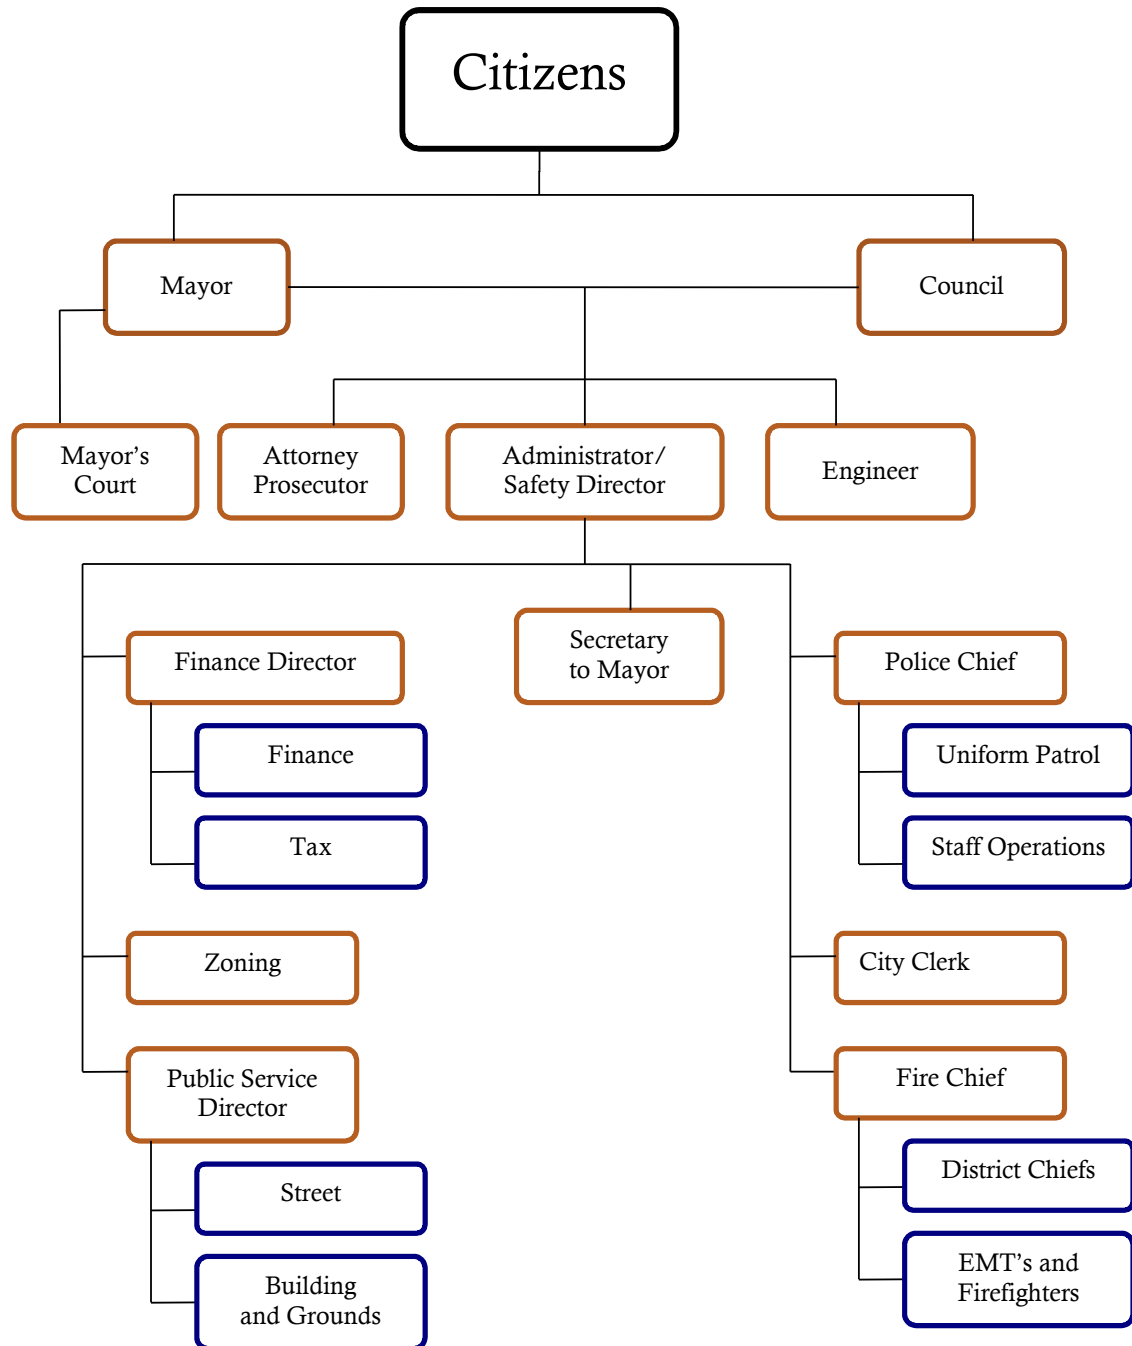 Citizens
Mayor
Council
Mayor’s
Court
Attorney
Prosecutor
Administrator/
Safety Director
Engineer
Finance Director
Secretary
to Mayor
Police Chief
Finance
Uniform Patrol
Tax
Staff Operations
Zoning
City Clerk
Public Service
Director
Fire Chief
Street
District Chiefs
Building
and Grounds
EMT’s and
Firefighters